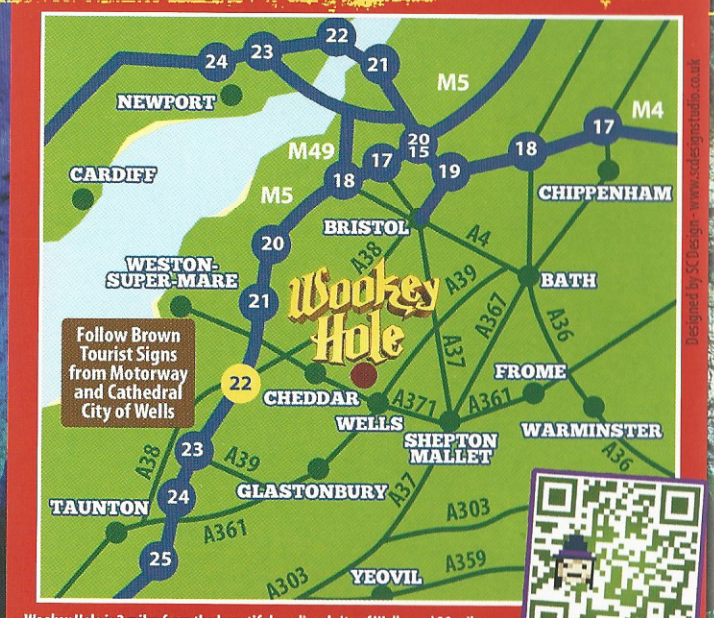 22
23
24
21
NEWPORT
M5
M4
20
15
17
17
18
19
M49
18
CARDIFF
CHIPPENHAM
M5
BRISTOL
A4
20
A38
WESTON-
SUPER-MARE
A39
BATH
21
Wookey
Hole
A367
A36
A37
Follow Brown
Tourist Signs
from Motorway
and Cathedral
City of Wells
22
CHEDDAR
FROME
A371
A361
WELLS
WARMINSTER
SHEPTON
MALLET
23
A38
A39
A36
GLASTONBURY
A37
24
TAUNTON
A303
A361
25
A359
A303
YEOVIL
Designed by SC Design - www.scdesignstudio.co.uk